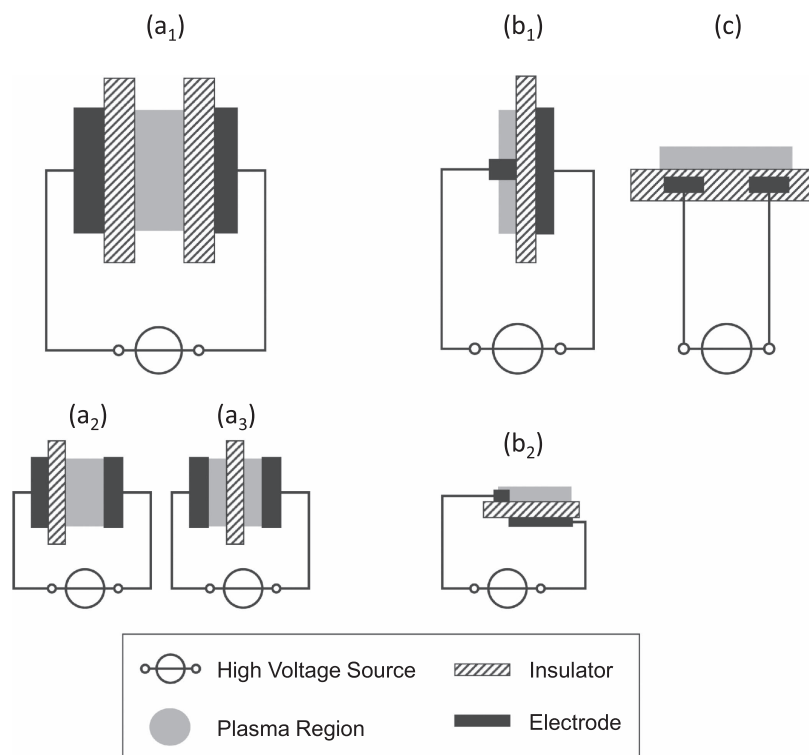 (a₁)
(b₁)
(c)
(a₂)
(a₃)
(b₂)
High Voltage Source
Insulator
Plasma Region
Electrode